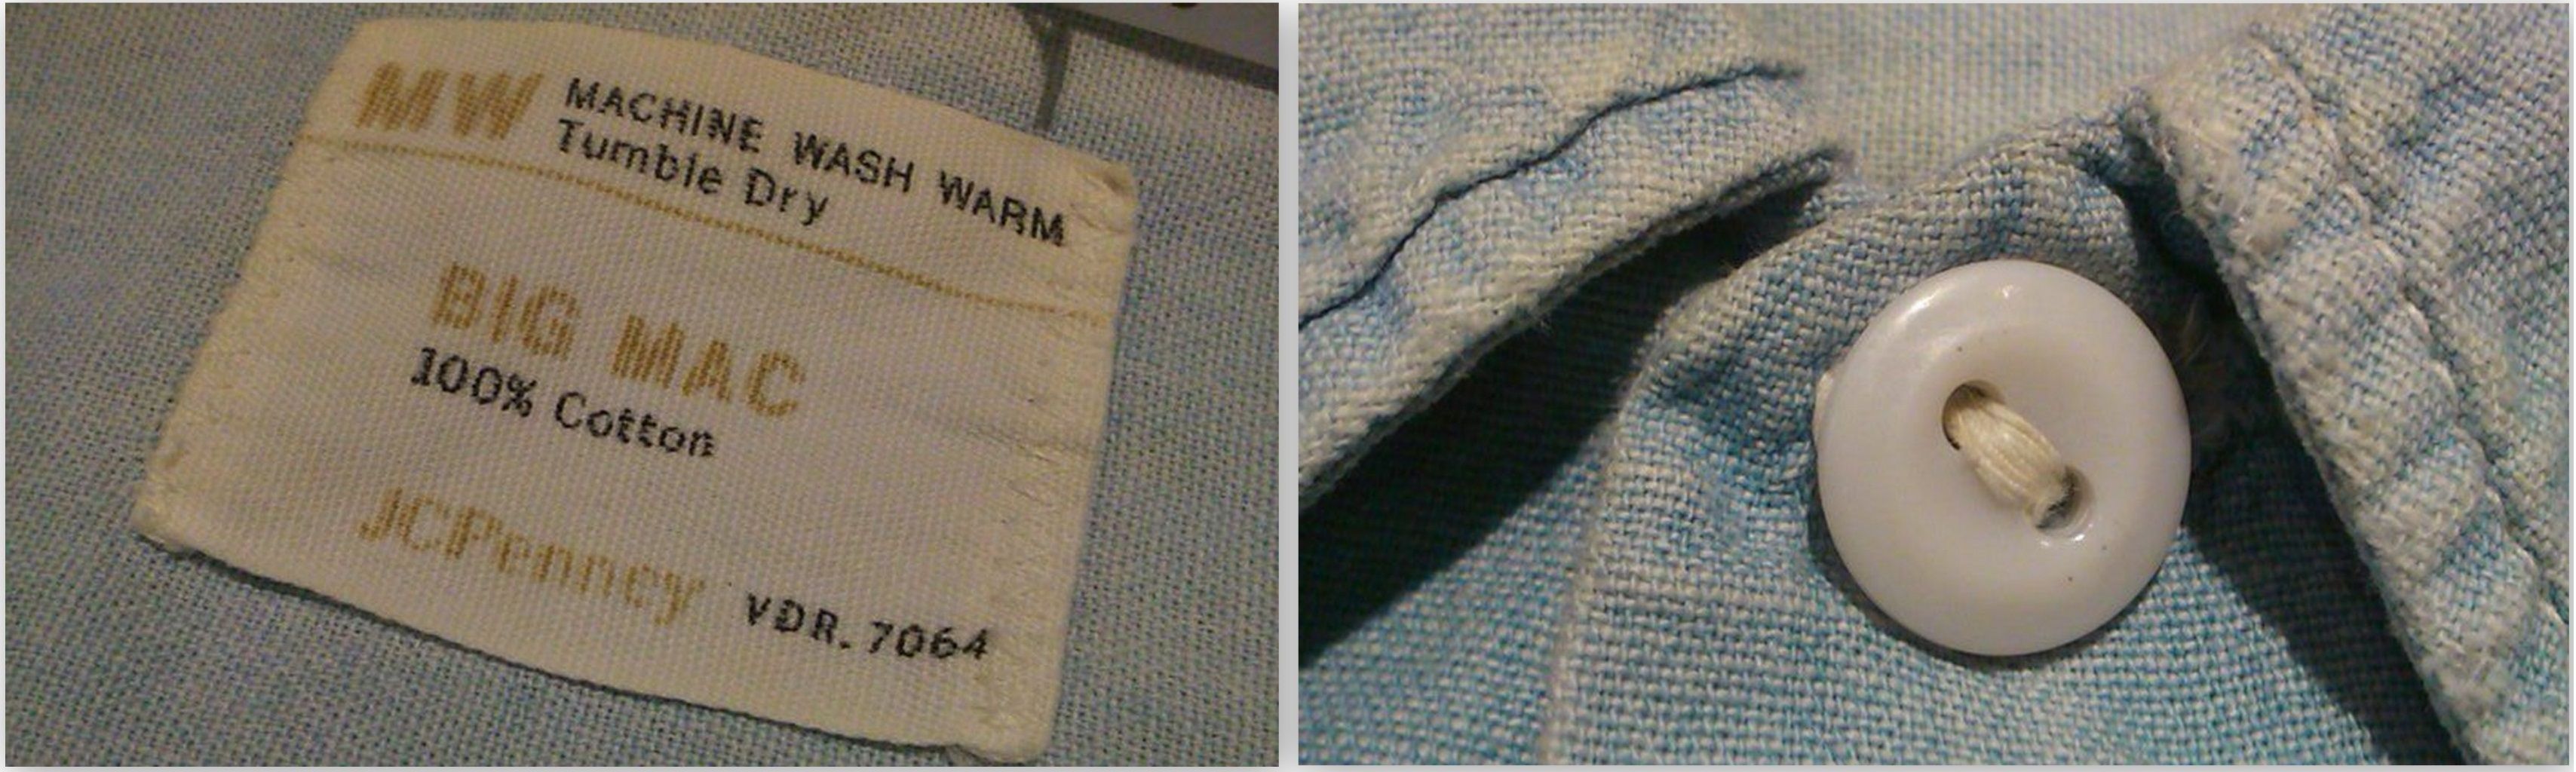 MW MACHINE WASH WARM
Tumble Dry
BIG MAC
100% Cotton
JCPenney VDR. 7064